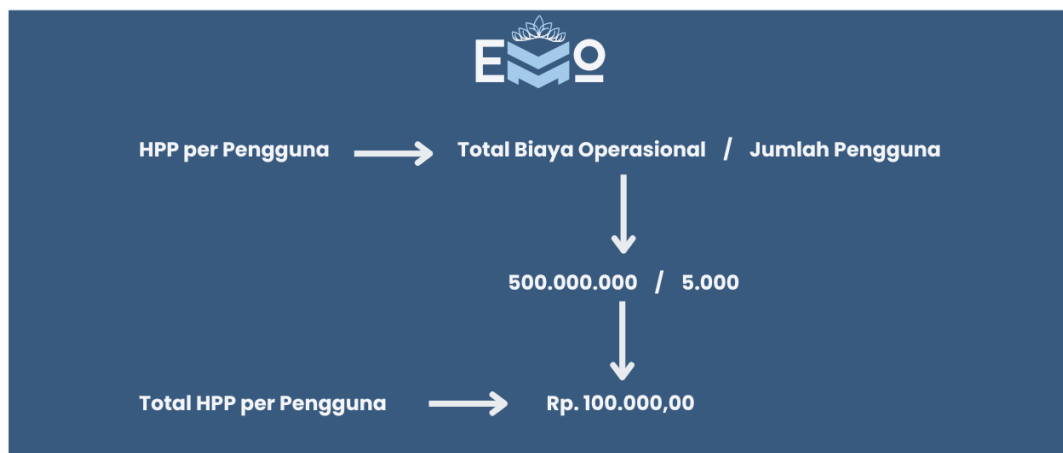 EMO
HPP per Pengguna Total Biaya Operasional / Jumlah Pengguna
500.000.000 / 5.000
Total HPP per Pengguna Rp. 100.000,00